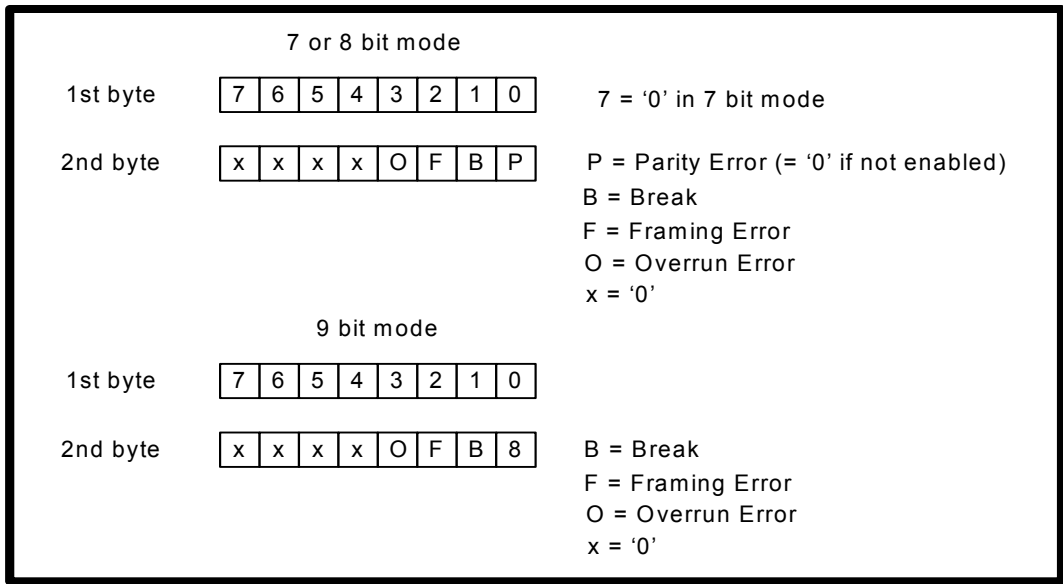 7 or 8 bit mode
1st byte 7 6 5 4 3 2 1 0 7 = ‘0’ in 7 bit mode
2nd byte x x x x O F B P P = Parity Error (= ‘0’ if not enabled)
B = Break
F = Framing Error
O = Overrun Error
x = ‘0’
9 bit mode
1st byte 7 6 5 4 3 2 1 0
2nd byte x x x x O F B 8 B = Break
F = Framing Error
O = Overrun Error
x = ‘0’